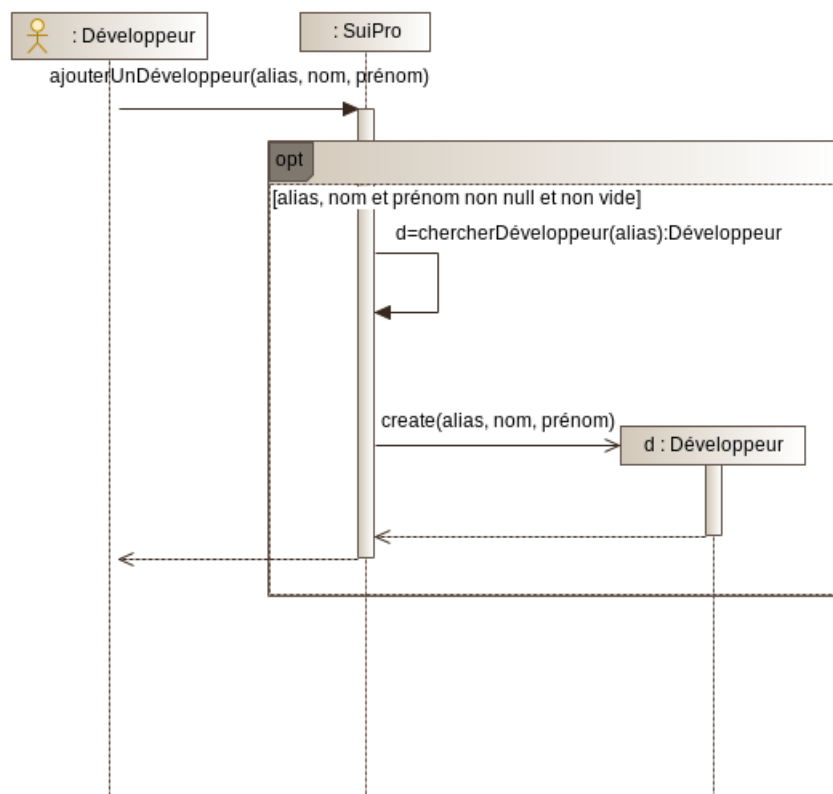 : Développeur
: SuiPro
ajouterUnDéveloppeur(alias, nom, prénom)
opt
[alias, nom et prénom non null et non vide]
d=chercherDéveloppeur(alias):Développeur
create(alias, nom, prénom)
d : Développeur